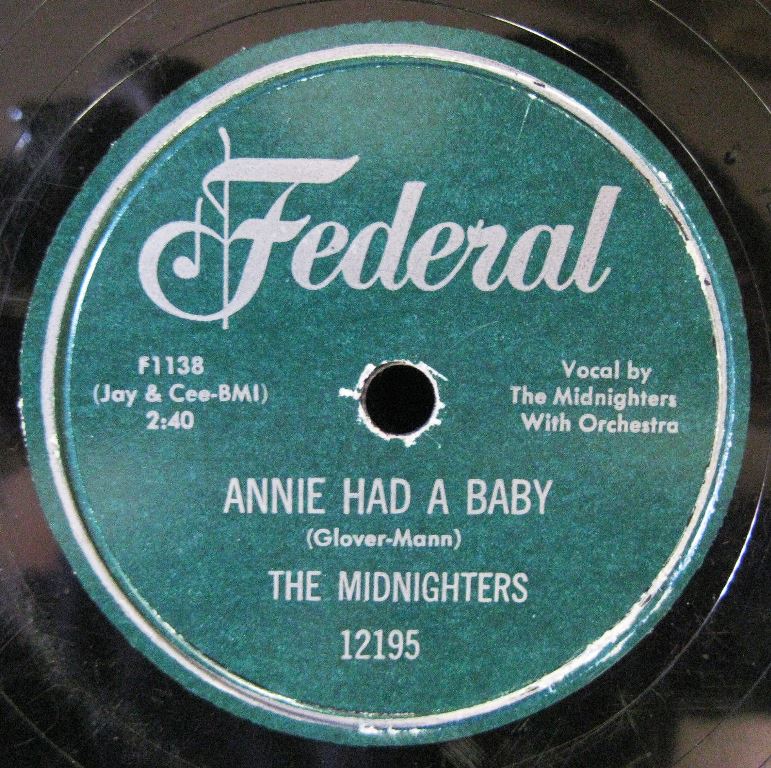 Federal
F1138
(Jay & Cee-BMI)
2:40
Vocal by
The Midnighters
With Orchestra
ANNIE HAD A BABY
(Glover-Mann)
THE MIDNIGHTERS
12195